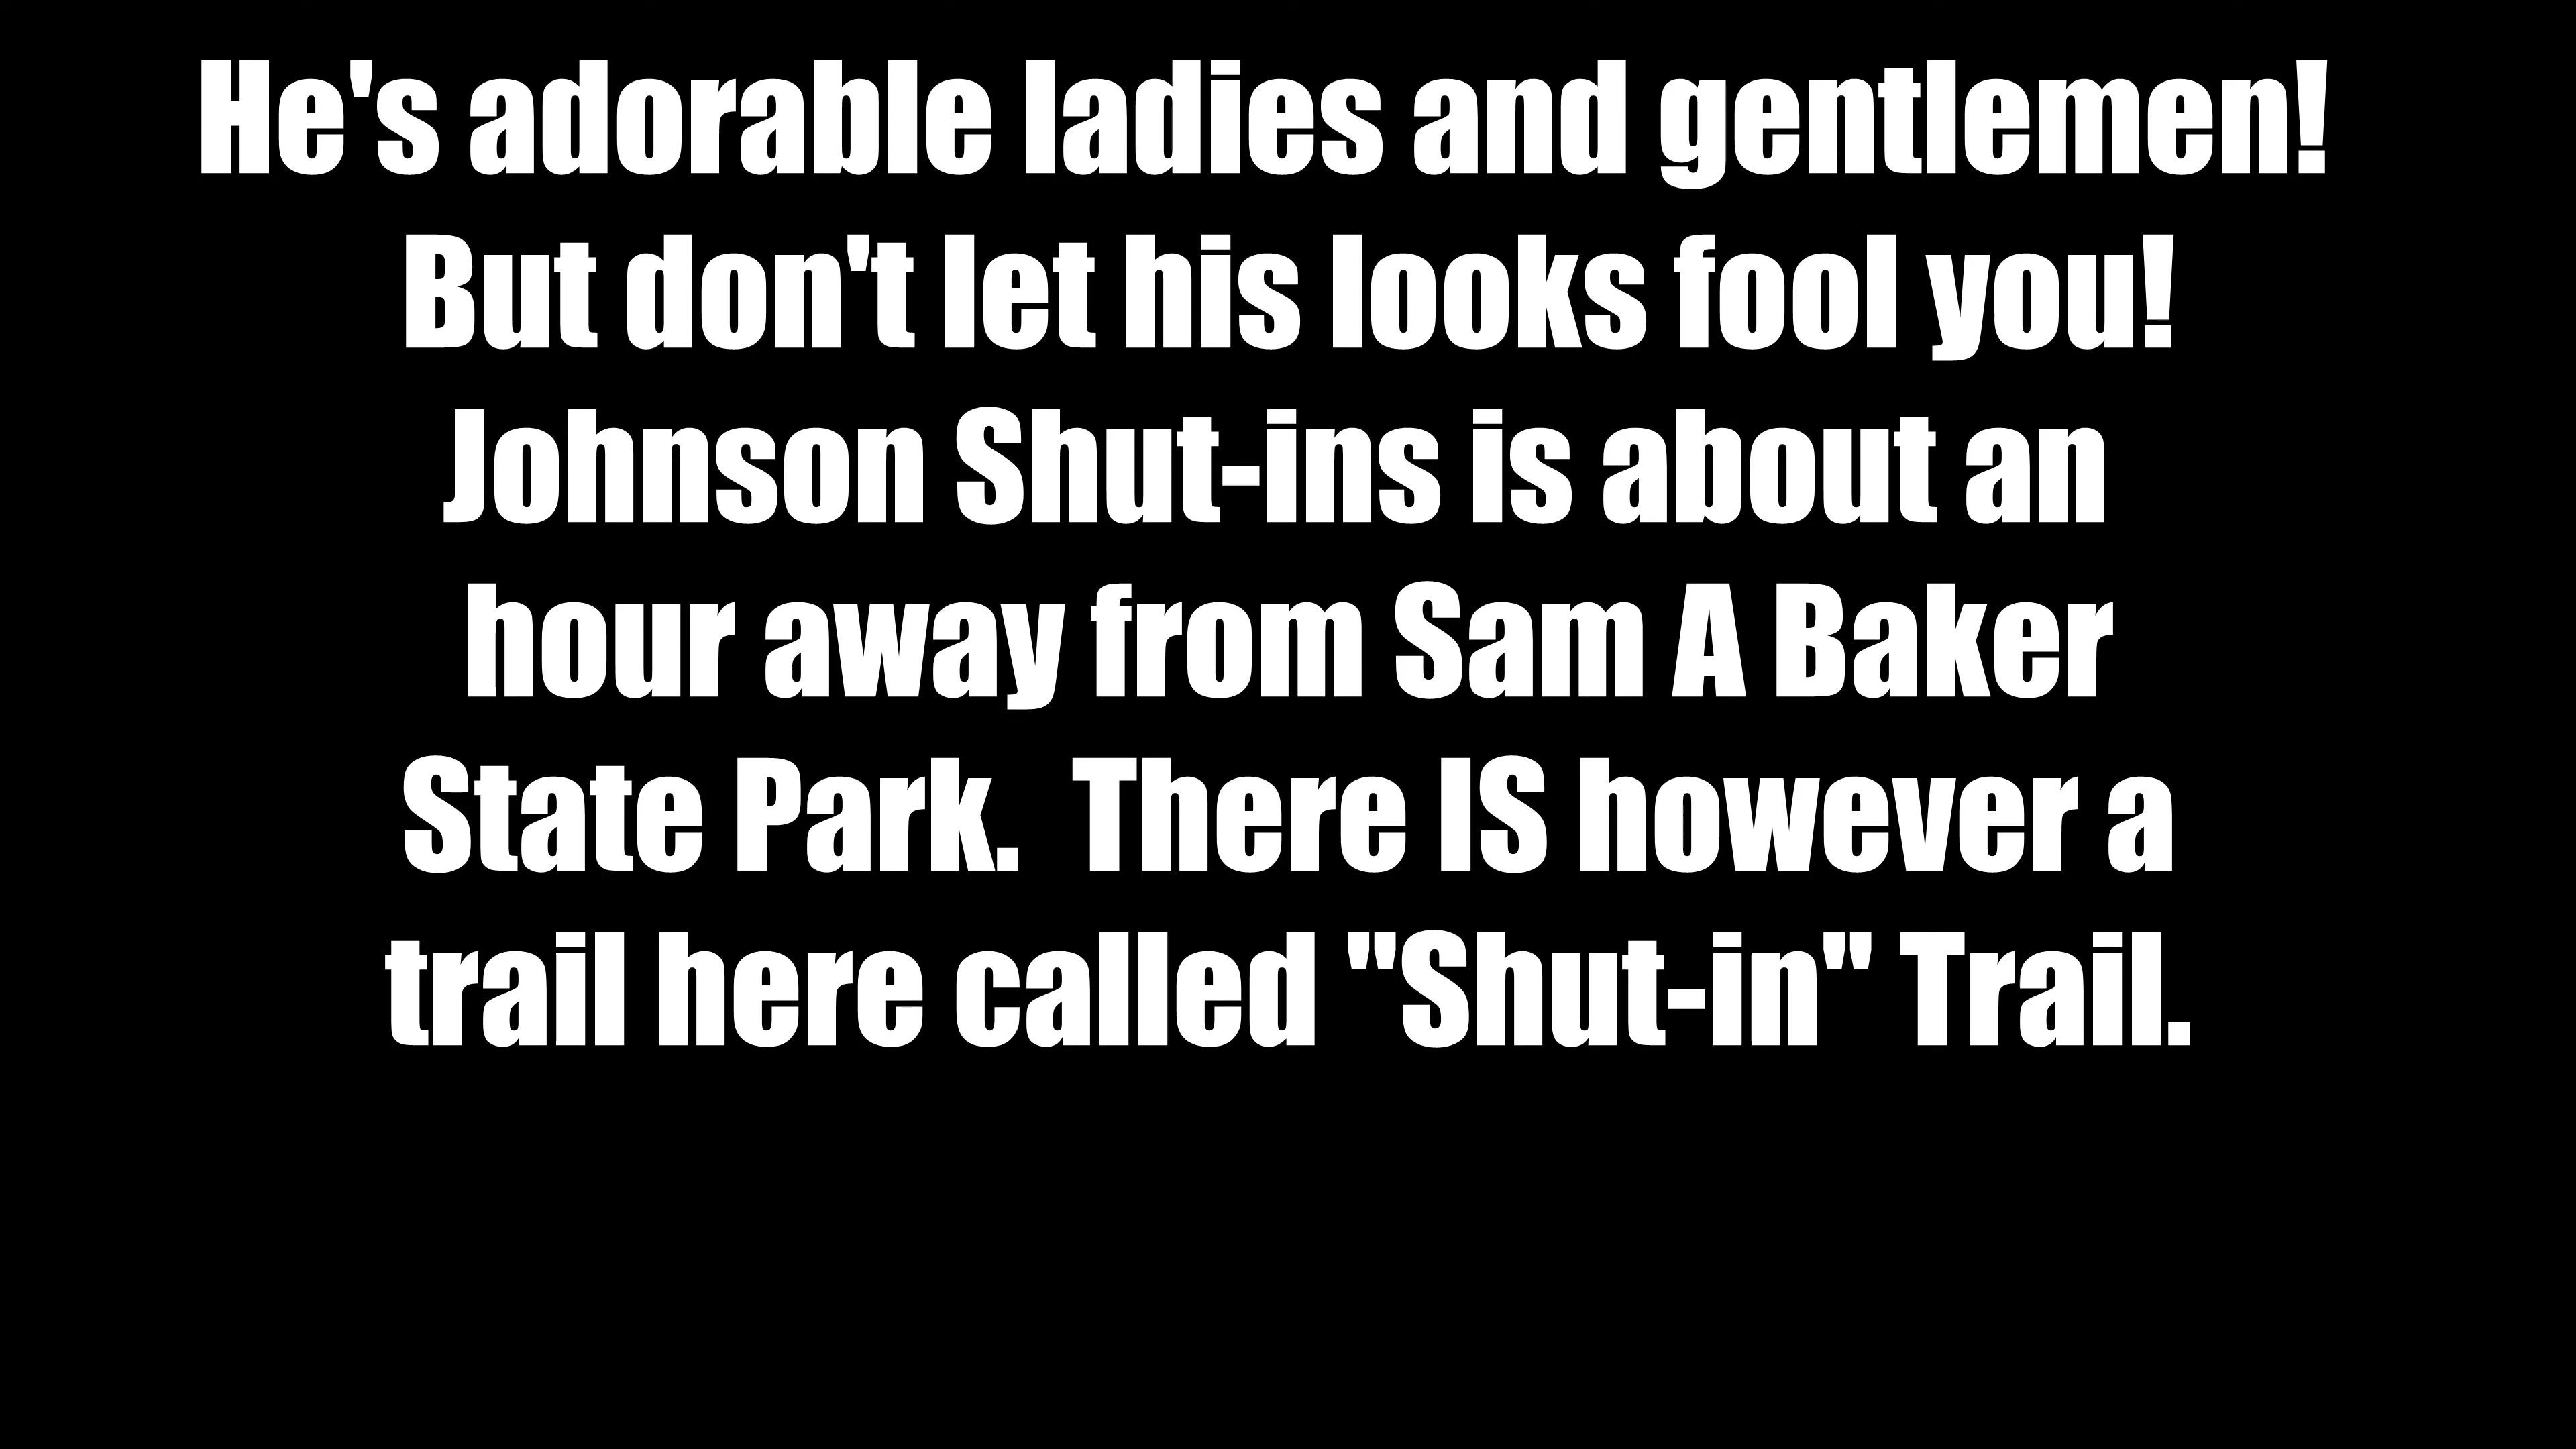 He's adorable ladies and gentlemen!
But don't let his looks fool you!
Johnson Shut-ins is about an
hour away from Sam A Baker
State Park.  There IS however a
trail here called "Shut-in" Trail.